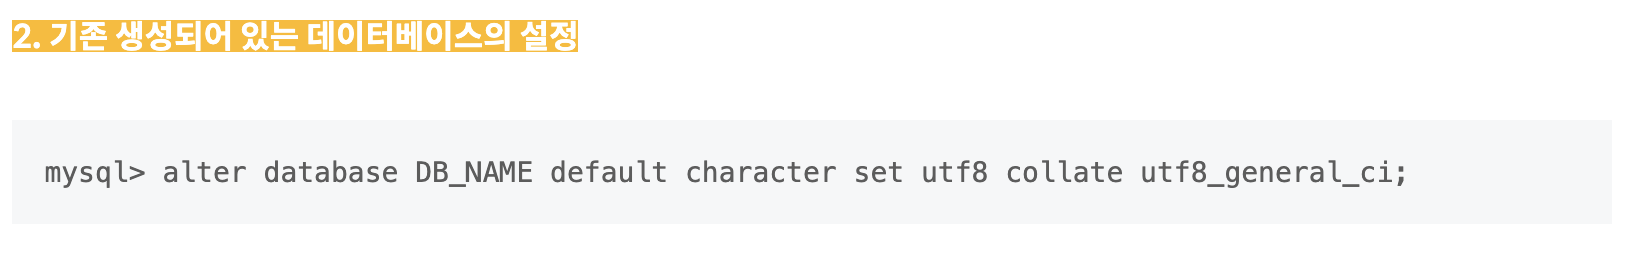 2. 기존 생성되어 있는 데이터베이스의 설정
mysql> alter database DB_NAME default character set utf8 collate utf8_general_ci;